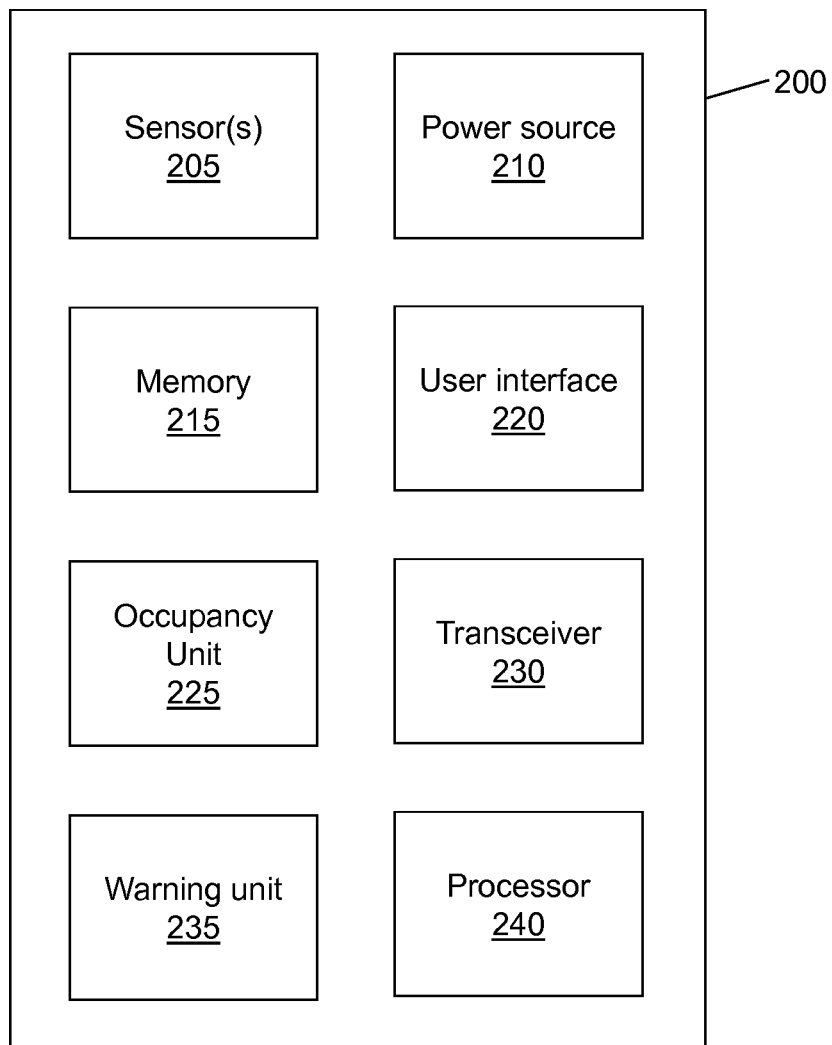 200
Sensor(s)
205
Power source
210
Memory
215
User interface
220
Occupancy
Unit
225
Transceiver
230
Warning unit
235
Processor
240